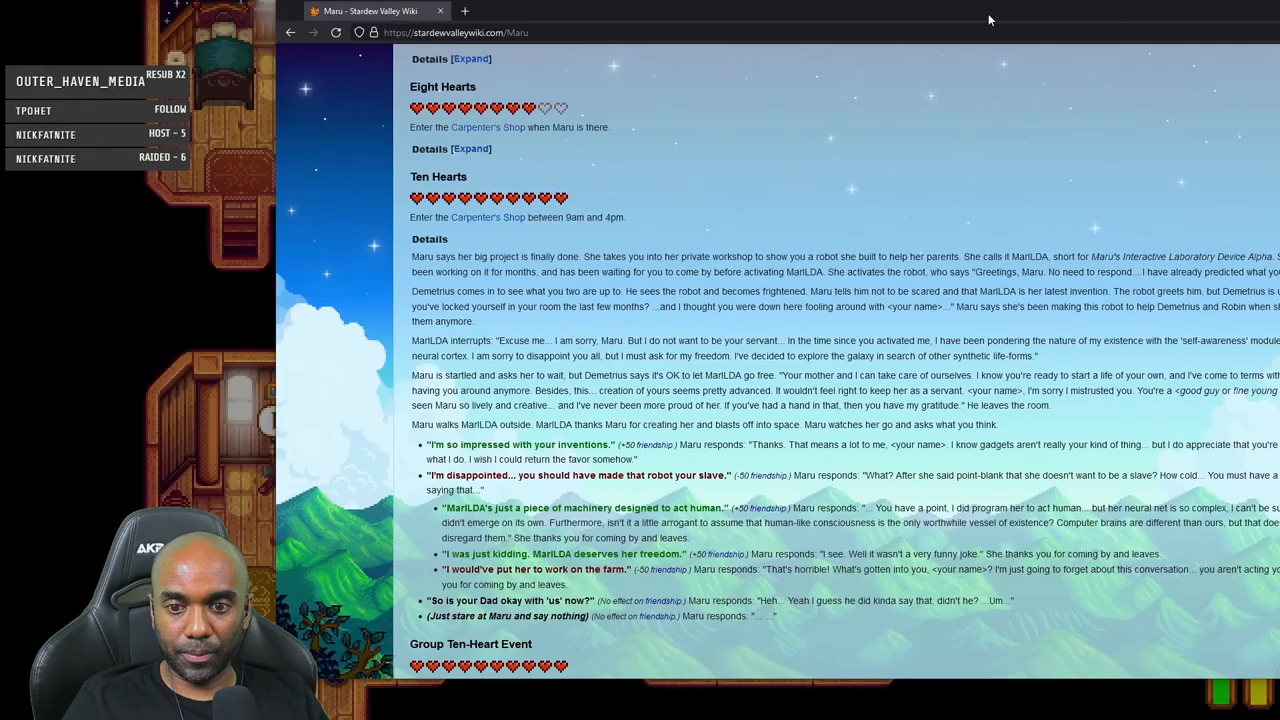 Maru - Stardew Valley Wiki
https://stardewvalleywiki.com/Maru
OUTER_HAVEN_MEDIA RESUB X2
TPOHET FOLLOW
NICKFATNITE HOST - 5
NICKFATNITE RAIDED - 6
Details [Expand]
Eight Hearts
Enter the Carpenter's Shop when Maru is there.
Details [Expand]
Ten Hearts
Enter the Carpenter's Shop between 9am and 4pm.
Details
Maru says her big project is finally done. She takes you into her private workshop to show you a robot she built to help her parents. She calls it MarILDA, short for Maru's Interactive Laboratory Device Alpha. S
been working on it for months, and has been waiting for you to come by before activating MarILDA. She activates the robot, who says "Greetings, Maru. No need to respond... I have already predicted what you
Demetrius comes in to see what you two are up to. He sees the robot and becomes frightened. Maru tells him not to be scared and that MarILDA is her latest invention. The robot greets him, but Demetrius is u
you've locked yourself in your room the last few months? ...and I thought you were down here fooling around with <your name>..." Maru says she's been making this robot to help Demetrius and Robin when sh
them anymore.
MarILDA interrupts: "Excuse me... I am sorry, Maru. But I do not want to be your servant... In the time since you activated me, I have been pondering the nature of my existence with the 'self-awareness' module
neural cortex. I am sorry to disappoint you all, but I must ask for my freedom. I've decided to explore the galaxy in search of other synthetic life-forms."
Maru is startled and asks her to wait, but Demetrius says it's OK to let MarILDA go free. "Your mother and I can take care of ourselves. I know you're ready to start a life of your own, and I've come to terms with
having you around anymore. Besides, this... creation of yours seems pretty advanced. It wouldn't feel right to keep her as a servant. <your name>, I'm sorry I mistrusted you. You're a <good guy or fine young
seen Maru so lively and creative... and I've never been more proud of her. If you've had a hand in that, then you have my gratitude." He leaves the room.
Maru walks MarILDA outside. MarILDA thanks Maru for creating her and blasts off into space. Maru watches her go and asks what you think.
"I'm so impressed with your inventions." (+50 friendship.) Maru responds: "Thanks. That means a lot to me, <your name>. I know gadgets aren't really your kind of thing... but I do appreciate that you're
what I do. I wish I could return the favor somehow."
"I'm disappointed... you should have made that robot your slave." (-50 friendship.) Maru responds: "What? After she said point-blank that she doesn't want to be a slave? How cold... You must have a
saying that..."
"MarILDA's just a piece of machinery designed to act human." (+50 friendship.) Maru responds: "... You have a point, I did program her to act human... but her neural net is so complex, I can't be su
didn't emerge on its own. Furthermore, isn't it a little arrogant to assume that human-like consciousness is the only worthwhile vessel of existence? Computer brains are different than ours, but that doe
disregard them." She thanks you for coming by and leaves.
"I was just kidding. MarILDA deserves her freedom." (+50 friendship.) Maru responds: "I see. Well it wasn't a very funny joke." She thanks you for coming by and leaves.
"I would've put her to work on the farm." (-50 friendship.) Maru responds: "That's horrible! What's gotten into you, <your name>? I'm just going to forget about this conversation... you aren't acting yo
you for coming by and leaves.
"So is your Dad okay with 'us' now?" (No effect on friendship.) Maru responds: "Heh... Yeah I guess he did kinda say that, didn't he? ...Um..."
(Just stare at Maru and say nothing) (No effect on friendship.) Maru responds: "... ..."
Group Ten-Heart Event